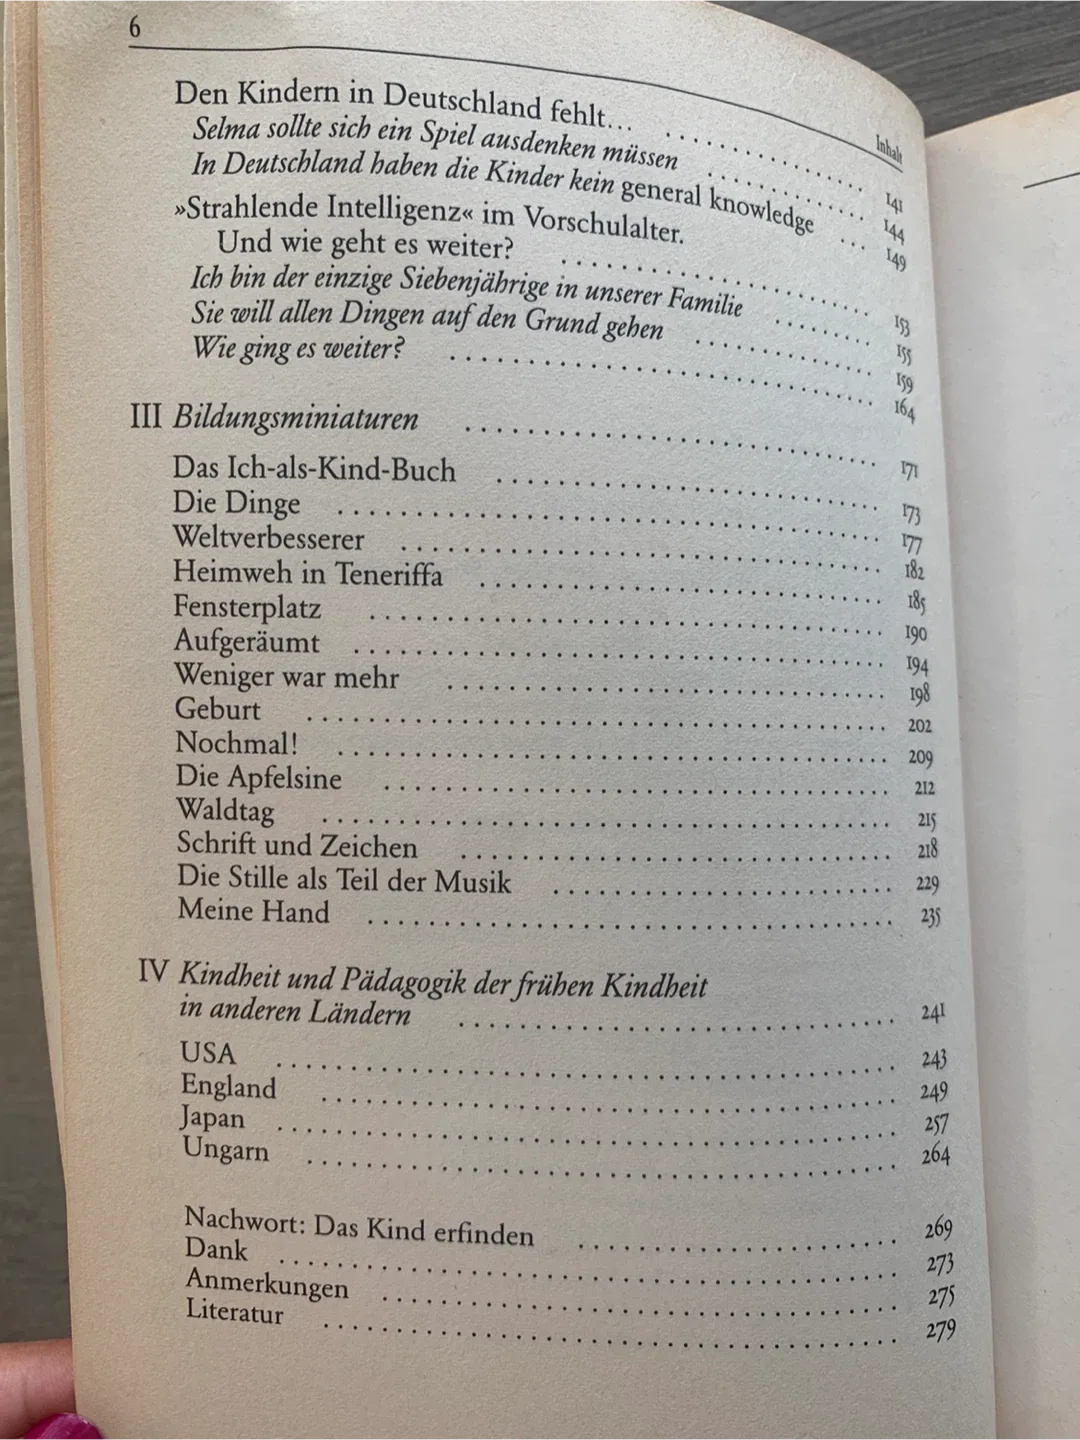 6
Inhalt
Den Kindern in Deutschland fehlt... . . . . . . . . . . . . . . 141
Selma sollte sich ein Spiel ausdenken müssen . . . . . . . . . . . 144
In Deutschland haben die Kinder kein general knowledge . . . 149
»Strahlende Intelligenz« im Vorschulalter.
Und wie geht es weiter? . . . . . . . . . . . . . . . . . . . . 153
Ich bin der einzige Siebenjährige in unserer Familie . . . . . . . 155
Sie will allen Dingen auf den Grund gehen . . . . . . . . . . . . 159
Wie ging es weiter? . . . . . . . . . . . . . . . . . . . . . . . . . . . 164
III Bildungsminiaturen . . . . . . . . . . . . . . . . . . . . . . . . . . 171
Das Ich-als-Kind-Buch . . . . . . . . . . . . . . . . . . . . . . . . 173
Die Dinge . . . . . . . . . . . . . . . . . . . . . . . . . . . . . . . . . . 177
Weltverbesserer . . . . . . . . . . . . . . . . . . . . . . . . . . . . . . 182
Heimweh in Teneriffa . . . . . . . . . . . . . . . . . . . . . . . . . 185
Fensterplatz . . . . . . . . . . . . . . . . . . . . . . . . . . . . . . . . 190
Aufgeräumt . . . . . . . . . . . . . . . . . . . . . . . . . . . . . . . . . 194
Weniger war mehr . . . . . . . . . . . . . . . . . . . . . . . . . . . . 198
Geburt . . . . . . . . . . . . . . . . . . . . . . . . . . . . . . . . . . . . 202
Nochmal! . . . . . . . . . . . . . . . . . . . . . . . . . . . . . . . . . . 209
Die Apfelsine . . . . . . . . . . . . . . . . . . . . . . . . . . . . . . . 212
Waldtag . . . . . . . . . . . . . . . . . . . . . . . . . . . . . . . . . . . 215
Schrift und Zeichen . . . . . . . . . . . . . . . . . . . . . . . . . . . 218
Die Stille als Teil der Musik . . . . . . . . . . . . . . . . . . . . . 229
Meine Hand . . . . . . . . . . . . . . . . . . . . . . . . . . . . . . . . 235
IV Kindheit und Pädagogik der frühen Kindheit
in anderen Ländern . . . . . . . . . . . . . . . . . . . . . . . . . . . 241
USA . . . . . . . . . . . . . . . . . . . . . . . . . . . . . . . . . . . . . . 243
England . . . . . . . . . . . . . . . . . . . . . . . . . . . . . . . . . . . 249
Japan . . . . . . . . . . . . . . . . . . . . . . . . . . . . . . . . . . . . . 257
Ungarn . . . . . . . . . . . . . . . . . . . . . . . . . . . . . . . . . . . . 264
Nachwort: Das Kind erfinden . . . . . . . . . . . . . . . . . . . . 269
Dank . . . . . . . . . . . . . . . . . . . . . . . . . . . . . . . . . . . . . 273
Anmerkungen . . . . . . . . . . . . . . . . . . . . . . . . . . . . . . . 275
Literatur . . . . . . . . . . . . . . . . . . . . . . . . . . . . . . . . . . 279